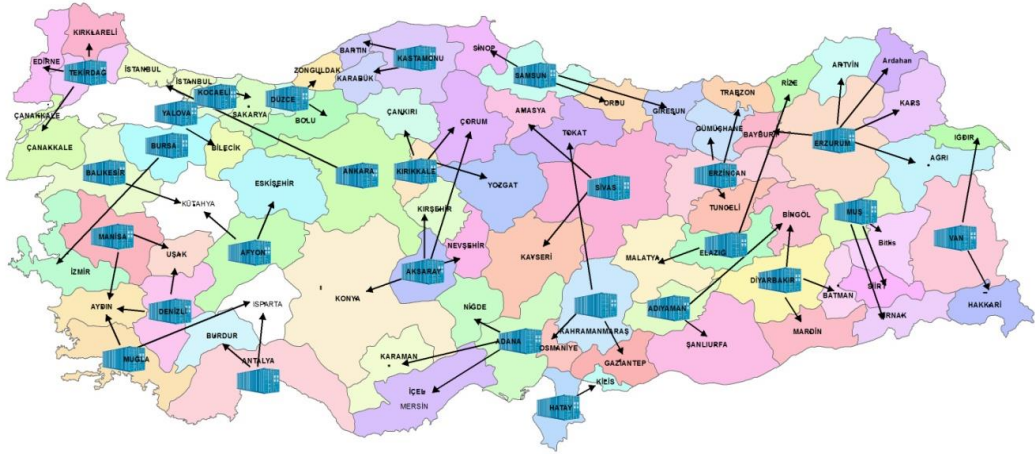 KIRKLARELİ
EDİRNE
TEKİRDAĞ
İSTANBUL
İSTANBUL
KOCAELİ
ÇANAKKALE
YALOVA
SAKARYA
ZONGULDAK
DÜZCE
BOLU
BARTIN
KASTAMONU
KARABÜK
SİNOP
SAMSUN
ORDU
GİRESUN
TRABZON
RİZE
ARTVİN
Ardahan
KARS
IĞDIR
ÇANAKKALE
BURSA
BİLECİK
ÇANKIRI
ÇORUM
AMASYA
TOKAT
GÜMÜŞHANE
BAYBURT
ERZURUM
AĞRI
BALIKESİR
ESKİŞEHİR
ANKARA
KIRIKKALE
YOZGAT
SİVAS
ERZİNCAN
KÜTAHYA
KIRŞEHİR
TUNCELİ
BİNGÖL
MUŞ
MANİSA
UŞAK
AFYON
NEVŞEHİR
KAYSERİ
MALATYA
ELAZIĞ
Bitlis
VAN
İZMİR
AKSARAY
DİYARBAKIR
SİİRT
AYDIN
DENİZLİ
ISPARTA
KONYA
NİĞDE
ADIYAMAN
BATMAN
HAKKARİ
ŞIRNAK
BURDUR
ADANA
KAHRAMANMARAŞ
ŞANLIURFA
MARDİN
MUĞLA
ANTALYA
KARAMAN
OSMANİYE
GAZİANTEP
İÇEL
KİLİS
MERSİN
HATAY